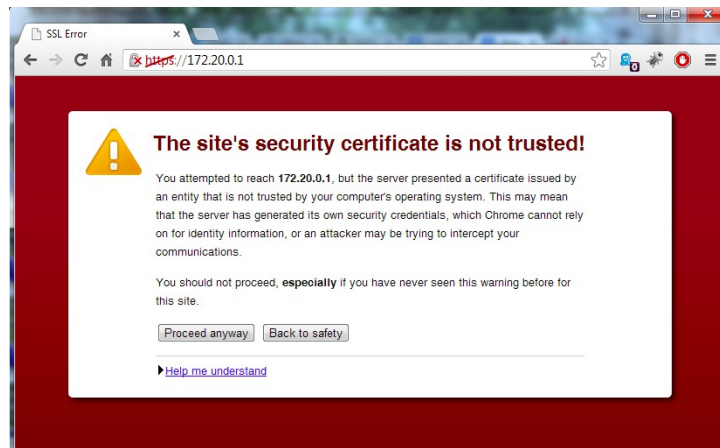 SSL Error
https://172.20.0.1
0
The site's security certificate is not trusted!
You attempted to reach 172.20.0.1, but the server presented a certificate issued by
an entity that is not trusted by your computer's operating system. This may mean
that the server has generated its own security credentials, which Chrome cannot rely
on for identity information, or an attacker may be trying to intercept your
communications.
You should not proceed, especially if you have never seen this warning before for
this site.
Proceed anyway Back to safety
Help me understand